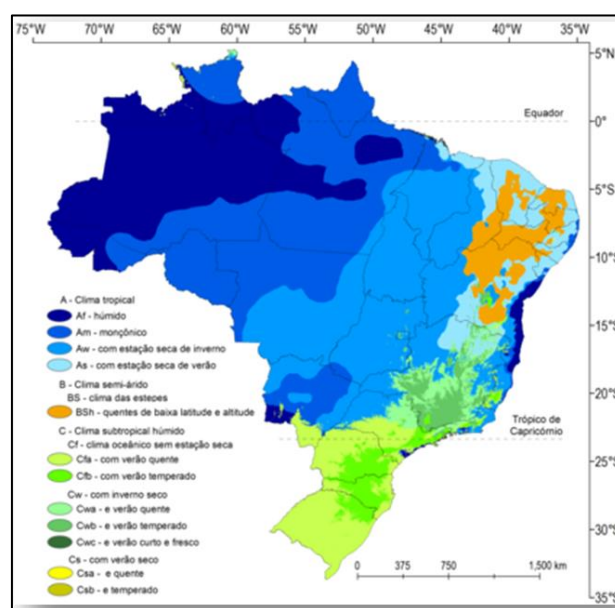 75°W 70°W 65°W 60°W 55°W 50°W 45°W 40°W 35°W
5°N
Equador
0°
5°S
10°S
15°S
20°S
Trópico de
Capricórnio
25°S
30°S
35°S
A - Clima tropical
Af - húmido
Am - monçônico
Aw - com estação seca de inverno
As - com estação seca de verão
B - Clima semi-árido
BS - clima das estepes
BSh - quentes de baixa latitude e altitude
C - Clima subtropical húmido
Cf - clima oceánico sem estação seca
Cfa - com verão quente
Cfb - com verão temperado
Cw - com inverno seco
Cwa - e verão quente
Cwb - e verão temperado
Cwc - e verão curto e fresco
Cs - com verão seco
Csa - e quente
Csb - e temperado
0 375 750 1,500 km